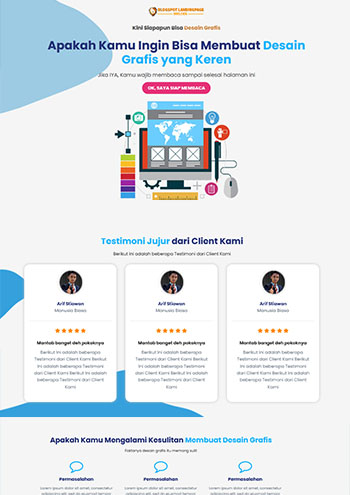 BLOGSPOT LANDINGPAGE
Kini Siapapun Bisa Desain Grafis
Apakah Kamu Ingin Bisa Membuat Desain
Grafis yang Keren
Jika IYA, Kamu wajib membaca sampai selesai halaman ini
OK, SAYA SIAP MEMBACA
Testimoni Jujur dari Client Kami
Berikut ini adalah beberapa Testimoni dari Client Kami
Arif Stiawan
Manusia Biasa
Mantab banget deh pokoknya
Berikut ini adalah beberapa
Testimoni dari Client Kami Berikut
ini adalah beberapa Testimoni
dari Client Kami Berikut ini adalah
beberapa Testimoni dari Client
Kami
Arif Stiawan
Manusia Biasa
Mantab banget deh pokoknya
Berikut ini adalah beberapa
Testimoni dari Client Kami Berikut
ini adalah beberapa Testimoni
dari Client Kami Berikut ini adalah
beberapa Testimoni dari Client
Kami
Arif Stiawan
Manusia Biasa
Mantab banget deh pokoknya
Berikut ini adalah beberapa
Testimoni dari Client Kami Berikut
ini adalah beberapa Testimoni
dari Client Kami Berikut ini adalah
beberapa Testimoni dari Client
Kami
Apakah Kamu Mengalami Kesulitan Membuat Desain Grafis
Faktanya desain grafis itu memang sulit
Permasalahan
Lorem ipsum dolor sit amet, consectetur
adipiscing elit, sed do eiusmod tempor
Permasalahan
Lorem ipsum dolor sit amet, consectetur
adipiscing elit, sed do eiusmod tempor
Permasalahan
Lorem ipsum dolor sit amet, consectetur
adipiscing elit, sed do eiusmod tempor